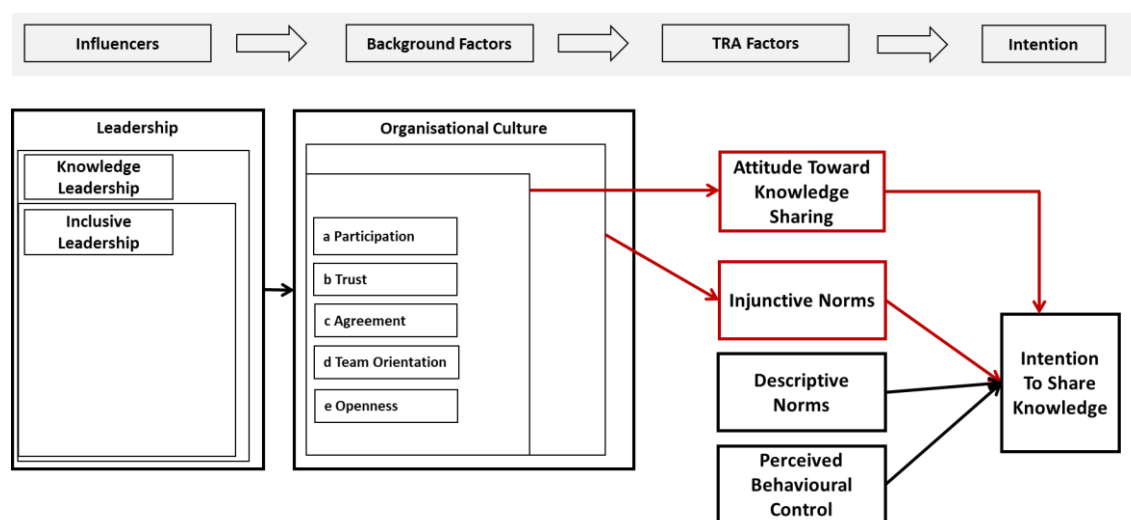 Influencers
Background Factors
TRA Factors
Intention
Leadership
Knowledge
Leadership
Inclusive
Leadership
Organisational Culture
a Participation
b Trust
c Agreement
d Team Orientation
e Openness
Attitude Toward
Knowledge
Sharing
Injunctive Norms
Descriptive
Norms
Perceived
Behavioural
Control
Intention
To Share
Knowledge